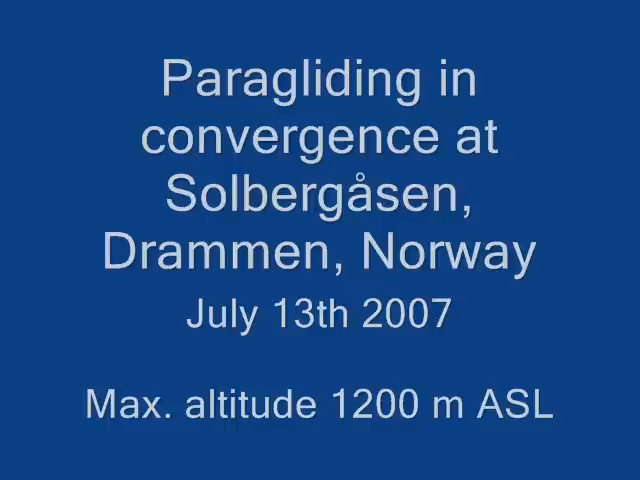 Paragliding in
convergence at
Solbergåsen,
Drammen, Norway
July 13th 2007
Max. altitude 1200 m ASL